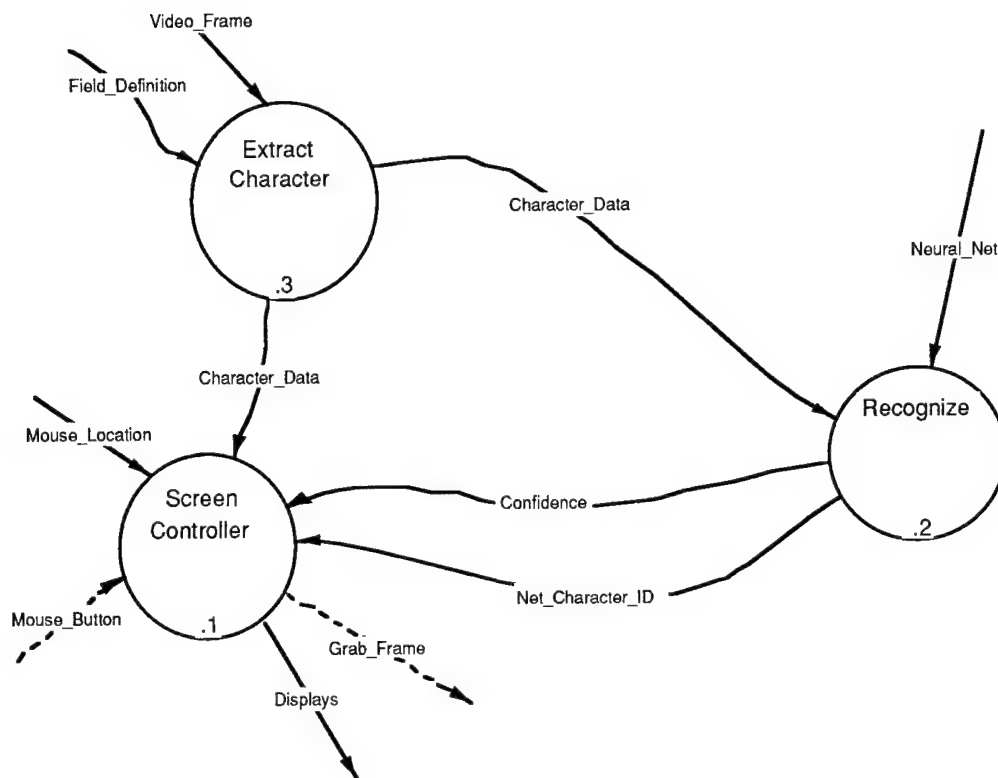 Video_Frame
Field_Definition
Extract
Character
.3
Character_Data
Neural_Net
Character_Data
Recognize
.2
Mouse_Location
Screen
Controller
.1
Confidence
Net_Character_ID
Mouse_Button
Grab_Frame
Displays